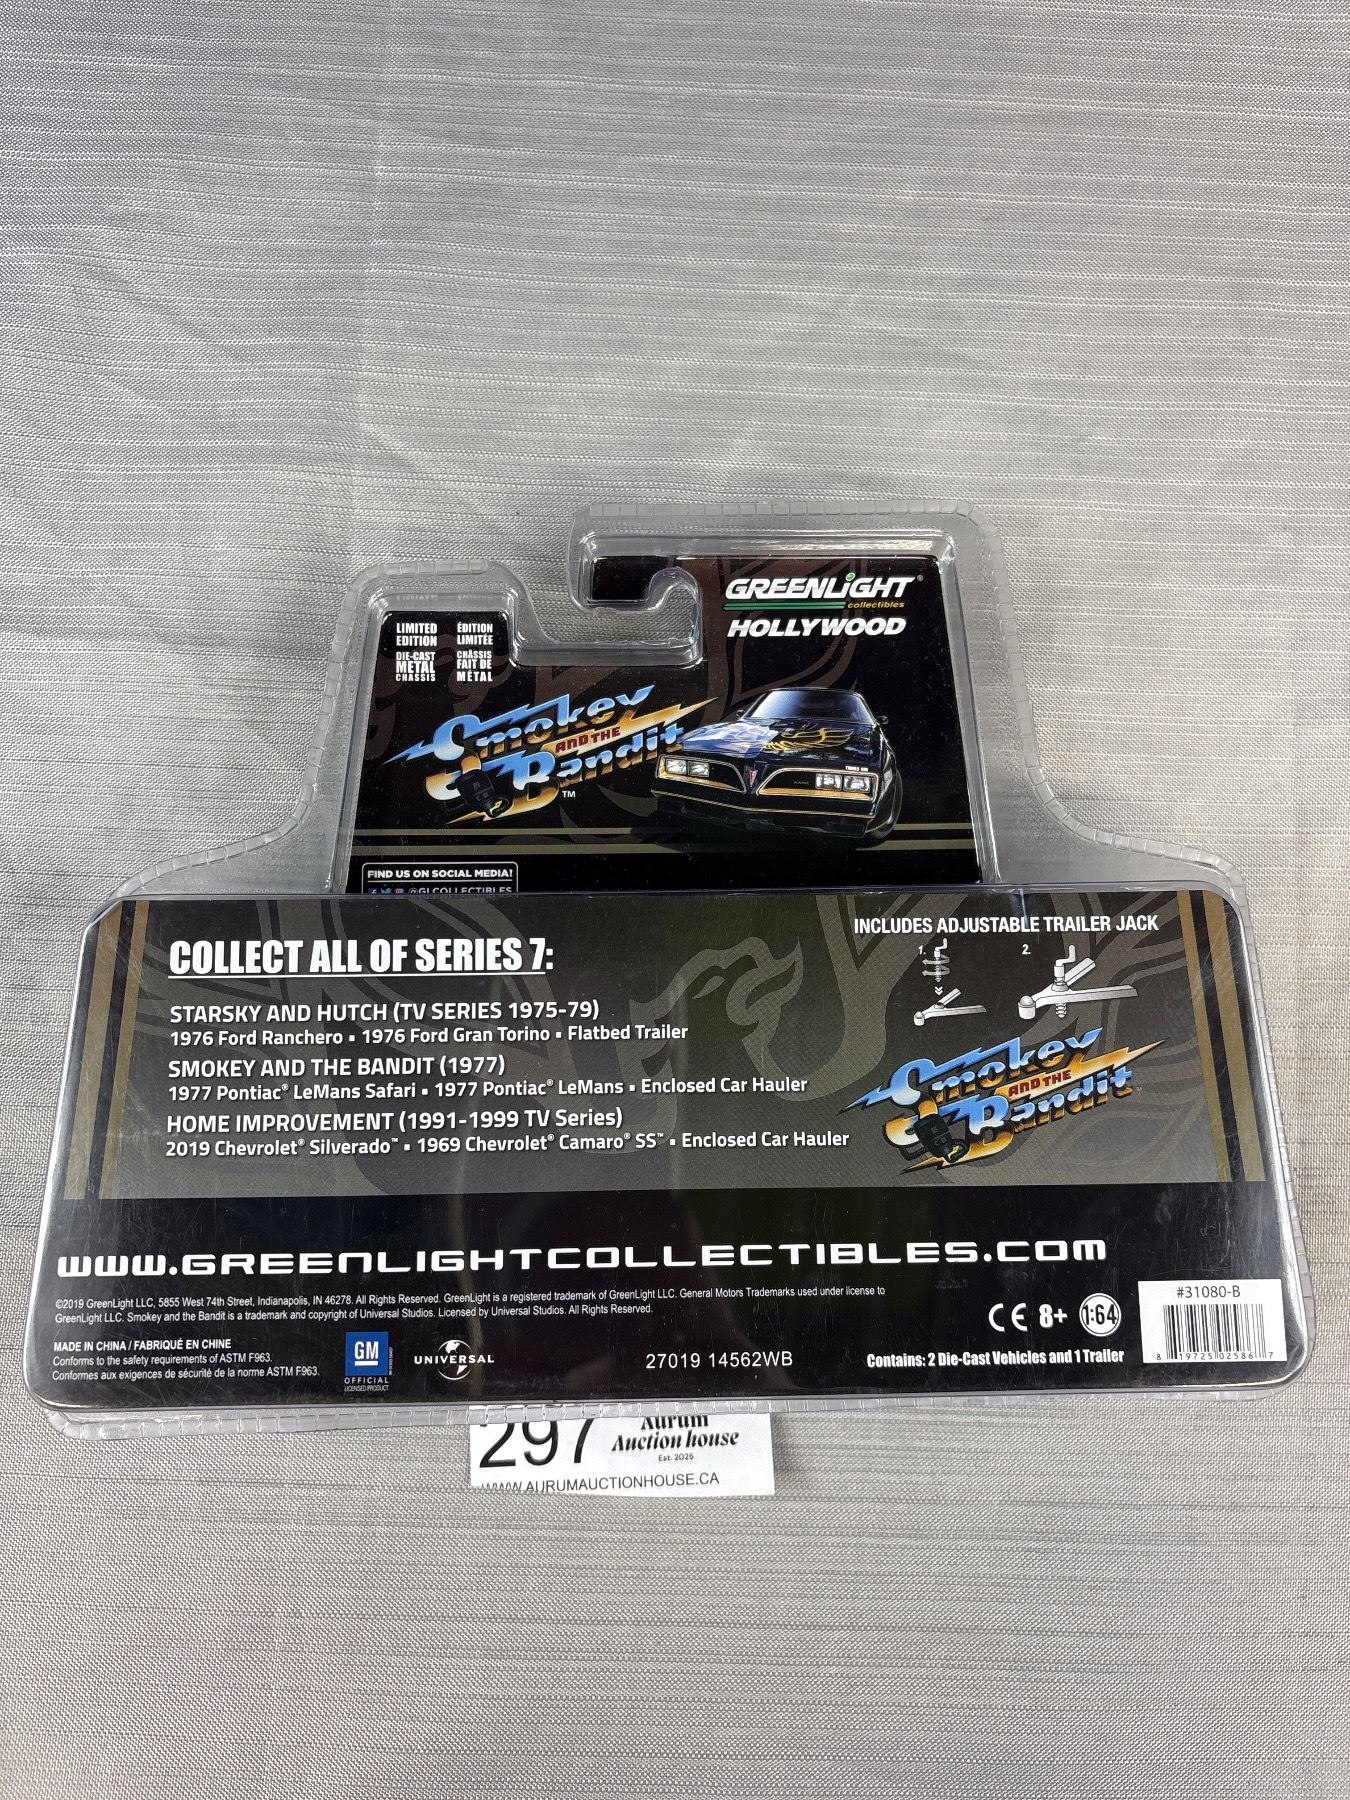 GREENLiGHT®
collectibles
HOLLYWOOD
LIMITED EDITION
ÉDITION LIMITÉE
DIE-CAST METAL CHASSIS
CHÂSSIS FAIT DE MÉTAL
Smokey
AND THE
Bandit
™
FIND US ON SOCIAL MEDIA!
@GLCOLLECTIBLES
INCLUDES ADJUSTABLE TRAILER JACK
1.
2.
COLLECT ALL OF SERIES 7:
STARSKY AND HUTCH (TV SERIES 1975-79)
1976 Ford Ranchero ▪ 1976 Ford Gran Torino ▪ Flatbed Trailer
SMOKEY AND THE BANDIT (1977)
1977 Pontiac® LeMans Safari ▪ 1977 Pontiac® LeMans ▪ Enclosed Car Hauler
HOME IMPROVEMENT (1991-1999 TV Series)
2019 Chevrolet® Silverado™ ▪ 1969 Chevrolet® Camaro® SS™ ▪ Enclosed Car Hauler
Smokey
AND THE
Bandit
www.GREENLIGHTCOLLECTIBLES.com
©2019 GreenLight LLC, 5855 West 74th Street, Indianapolis, IN 46278. All Rights Reserved. GreenLight is a registered trademark of GreenLight LLC. General Motors Trademarks used under license to
GreenLight LLC. Smokey and the Bandit is a trademark and copyright of Universal Studios. Licensed by Universal Studios. All Rights Reserved.
MADE IN CHINA / FABRIQUÉ EN CHINE
Conforms to the safety requirements of ASTM F963.
Conformes aux exigences de sécurité de la norme ASTM F963.
GM
OFFICIAL
LICENSED PRODUCT
UNIVERSAL
27019 14562WB
CE 8+ 1:64
Contains: 2 Die-Cast Vehicles and 1 Trailer
#31080-B
8 19725 02586 7
297
Aurum
Auction house
Est. 2025
WWW.AURUMAUCTIONHOUSE.CA